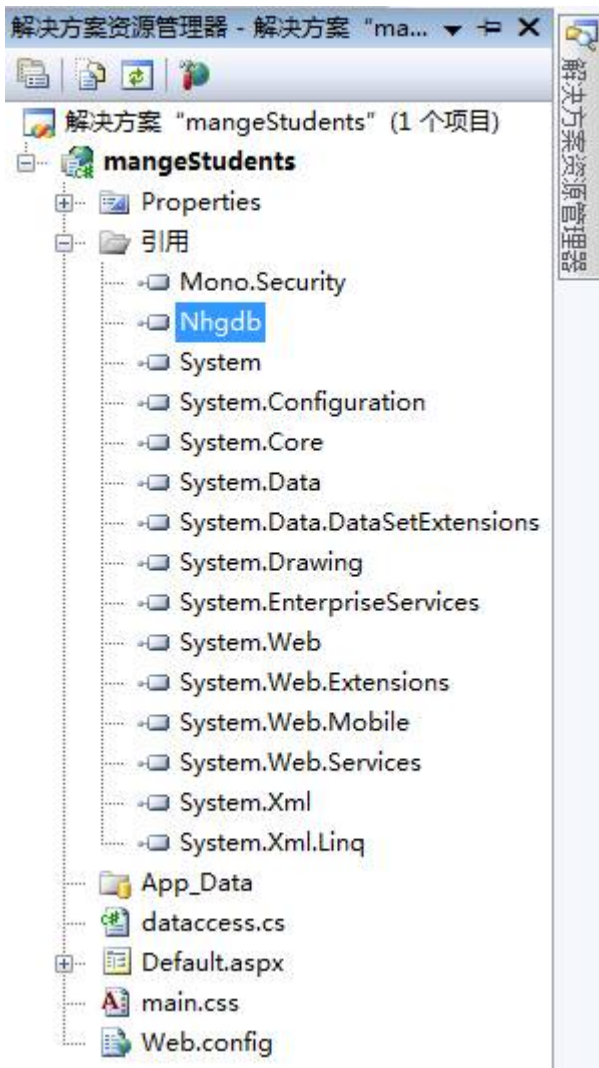 解决方案资源管理器 - 解决方案 "ma...
解决方案 "mangeStudents" (1 个项目)
mangeStudents
Properties
引用
Mono.Security
Nhgdb
System
System.Configuration
System.Core
System.Data
System.Data.DataSetExtensions
System.Drawing
System.EnterpriseServices
System.Web
System.Web.Extensions
System.Web.Mobile
System.Web.Services
System.Xml
System.Xml.Linq
App_Data
dataccess.cs
Default.aspx
main.css
Web.config
解决方案资源管理器